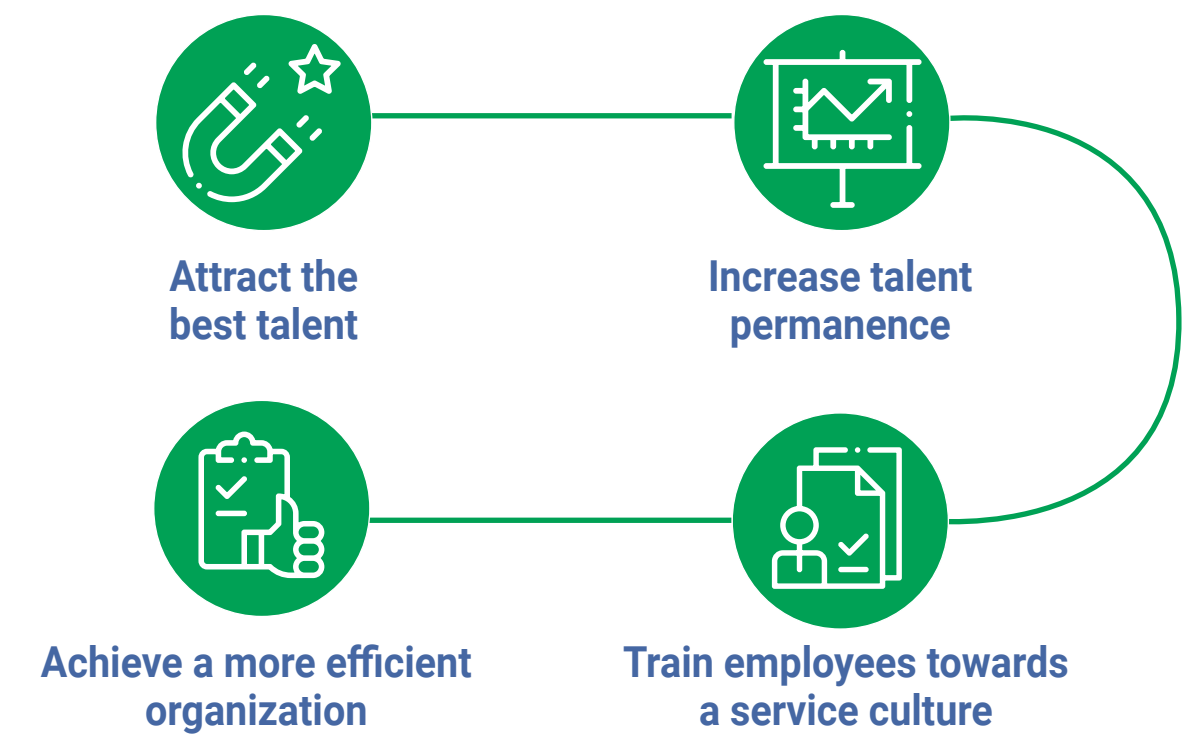 Attract the
best talent
Increase talent
permanence
Achieve a more efficient
organization
Train employees towards
a service culture